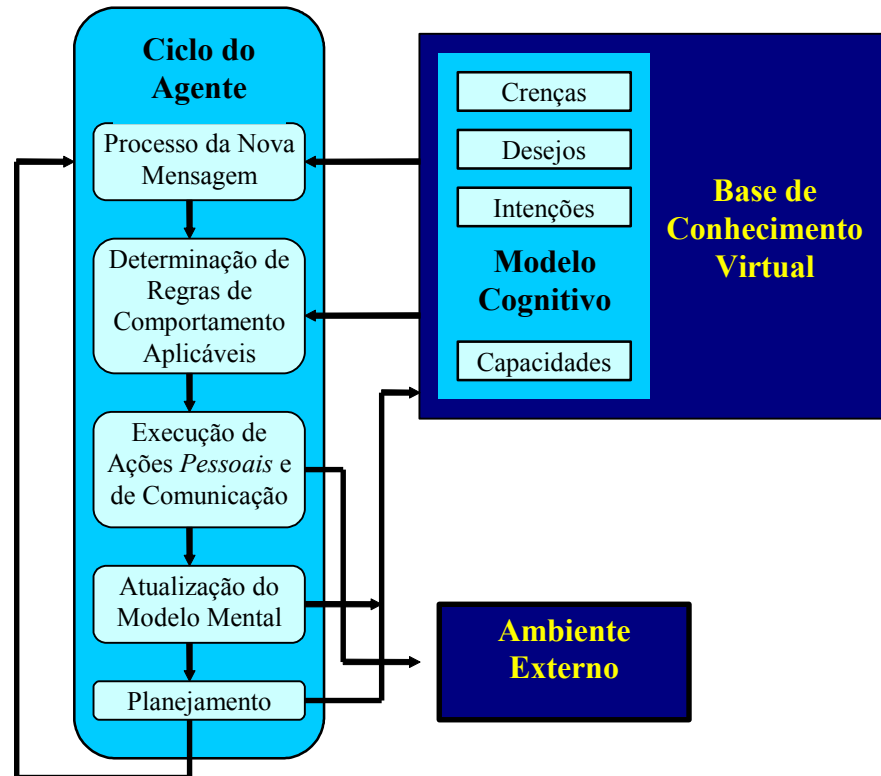 Ciclo do
Agente
Processo da Nova
Mensagem
Determinação de
Regras de
Comportamento
Aplicáveis
Execução de
Ações Pessoais e
de Comunicação
Atualização do
Modelo Mental
Planejamento
Crenças
Desejos
Intenções
Modelo
Cognitivo
Capacidades
Base de
Conhecimento
Virtual
Ambiente
Externo